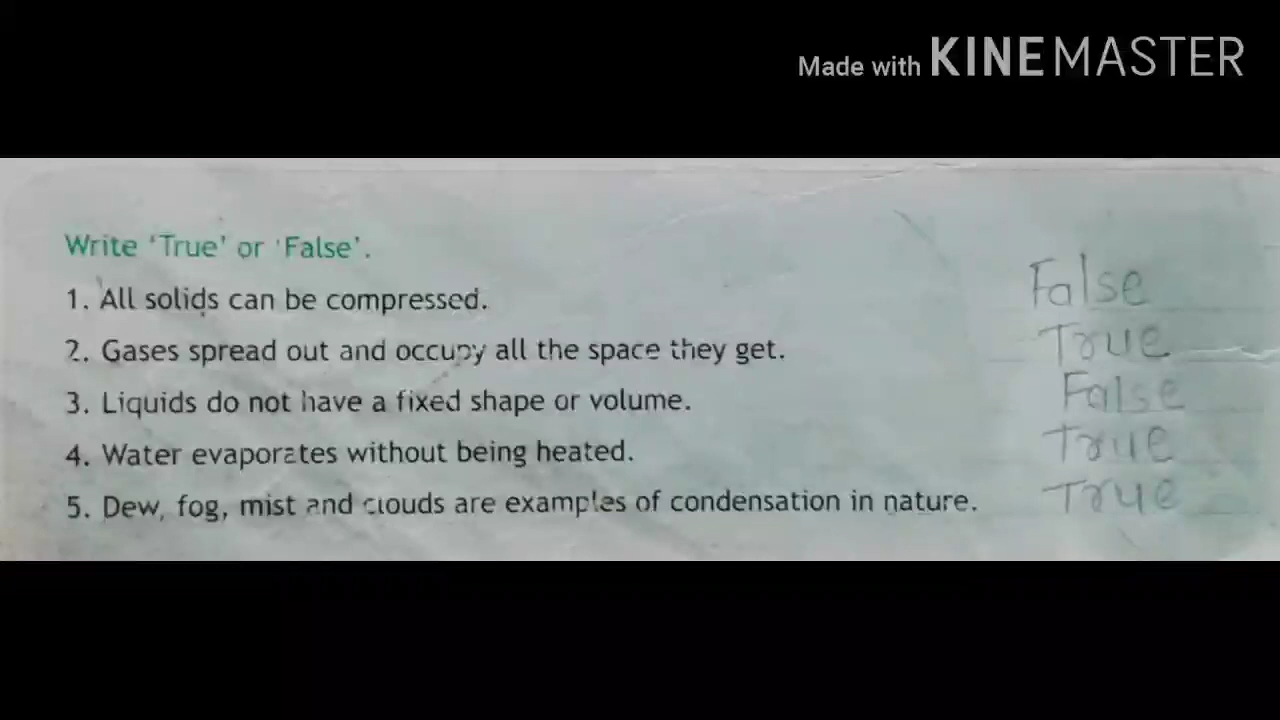 Made with KINEMASTER
Write 'True' or 'False'.
1. All solids can be compressed. False
2. Gases spread out and occupy all the space they get. True
3. Liquids do not have a fixed shape or volume. False
4. Water evaporates without being heated. True
5. Dew, fog, mist and clouds are examples of condensation in nature. True